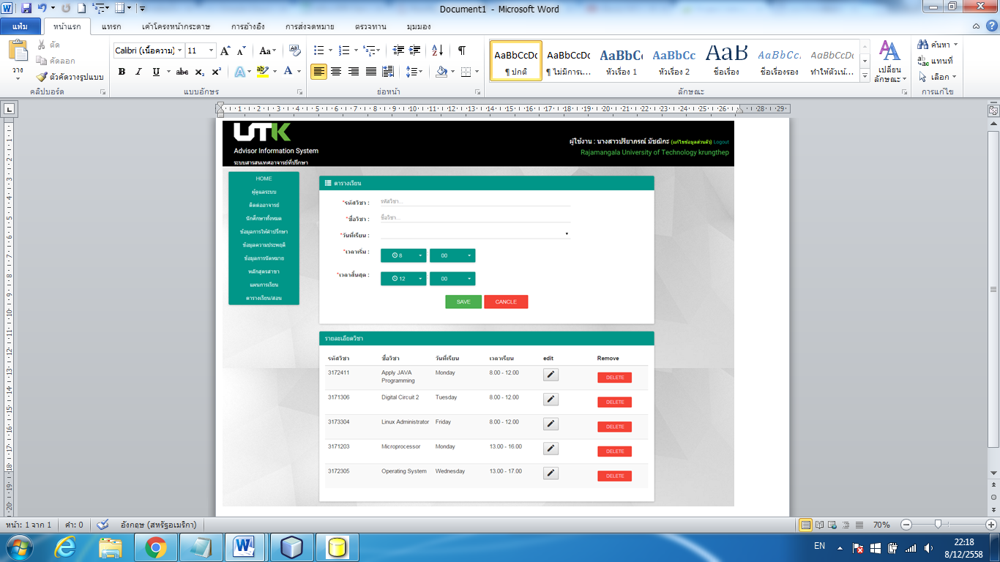 Document1 - Microsoft Word
แฟ้ม หน้าแรก แทรก เค้าโครงหน้ากระดาษ การอ้างอิง การส่งจดหมาย ตรวจทาน มุมมอง
วาง
ตัด
คัดลอก
ตัวคัดวางรูปแบบ
คลิปบอร์ด
Calibri (เนื้อความ) 11
แบบอักษร
ย่อหน้า
AaBbCcDc AaBbCcDc AaBbC AaBbCc AaB AaBbCc. AaBbCcDc
¶ ปกติ ¶ ไม่มีการเ... หัวเรื่อง 1 หัวเรื่อง 2 ชื่อเรื่อง ชื่อเรื่องรอง ทำให้ตัวเน้...
ลักษณะ
เปลี่ยน
ลักษณะ
ค้นหา
แทนที่
เลือก
การแก้ไข
UTK
Advisor Information System
ระบบสารสนเทศอาจารย์ที่ปรึกษา
ผู้ใช้งาน : นางสาวปรียาภรณ์ มัชฌิกะ (แก้ไขข้อมูลส่วนตัว) Logout
Rajamangala University of Technology krungthep
HOME
ผู้ดูแลระบบ
ติดต่ออาจารย์
นักศึกษาทั้งหมด
ข้อมูลการให้คำปรึกษา
ข้อมูลความประพฤติ
ข้อมูลการนัดหมาย
หลักสูตรสาขา
แผนการเรียน
ตารางเรียน/สอน
ตารางเรียน
*รหัสวิชา : รหัสวิชา...
*ชื่อวิชา : ชื่อวิชา...
*วันที่เรียน :
*เวลาเริ่ม : 8 00
*เวลาสิ้นสุด : 12 00
SAVE CANCLE
รายละเอียดวิชา
รหัสวิชา ชื่อวิชา วันที่เรียน เวลาเรียน edit Remove
3172411 Apply JAVA Programming Monday 8.00 - 12.00 DELETE
3171306 Digital Circuit 2 Tuesday 8.00 - 12.00 DELETE
3173304 Linux Administrator Friday 8.00 - 12.00 DELETE
3171203 Microprocessor Monday 13.00 - 16.00 DELETE
3172305 Operating System Wednesday 13.00 - 17.00 DELETE
หน้า: 1 จาก 1 คำ: 0 อังกฤษ (สหรัฐอเมริกา) 70%
EN 22:18
8/12/2558